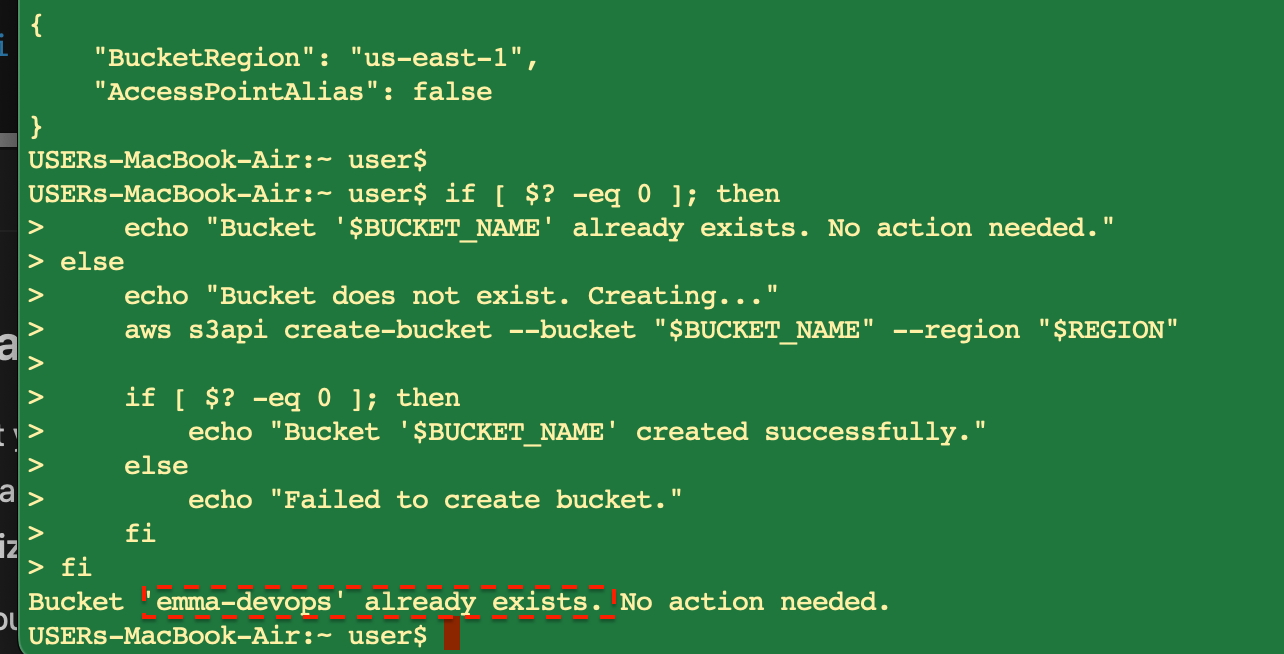 {
    "BucketRegion": "us-east-1",
    "AccessPointAlias": false
}
USERs-MacBook-Air:~ user$
USERs-MacBook-Air:~ user$ if [ $? -eq 0 ]; then
>     echo "Bucket '$BUCKET_NAME' already exists. No action needed."
> else
>     echo "Bucket does not exist. Creating..."
>     aws s3api create-bucket --bucket "$BUCKET_NAME" --region "$REGION"
>
>     if [ $? -eq 0 ]; then
>         echo "Bucket '$BUCKET_NAME' created successfully."
>     else
>         echo "Failed to create bucket."
>     fi
> fi
Bucket 'emma-devops' already exists. No action needed.
USERs-MacBook-Air:~ user$